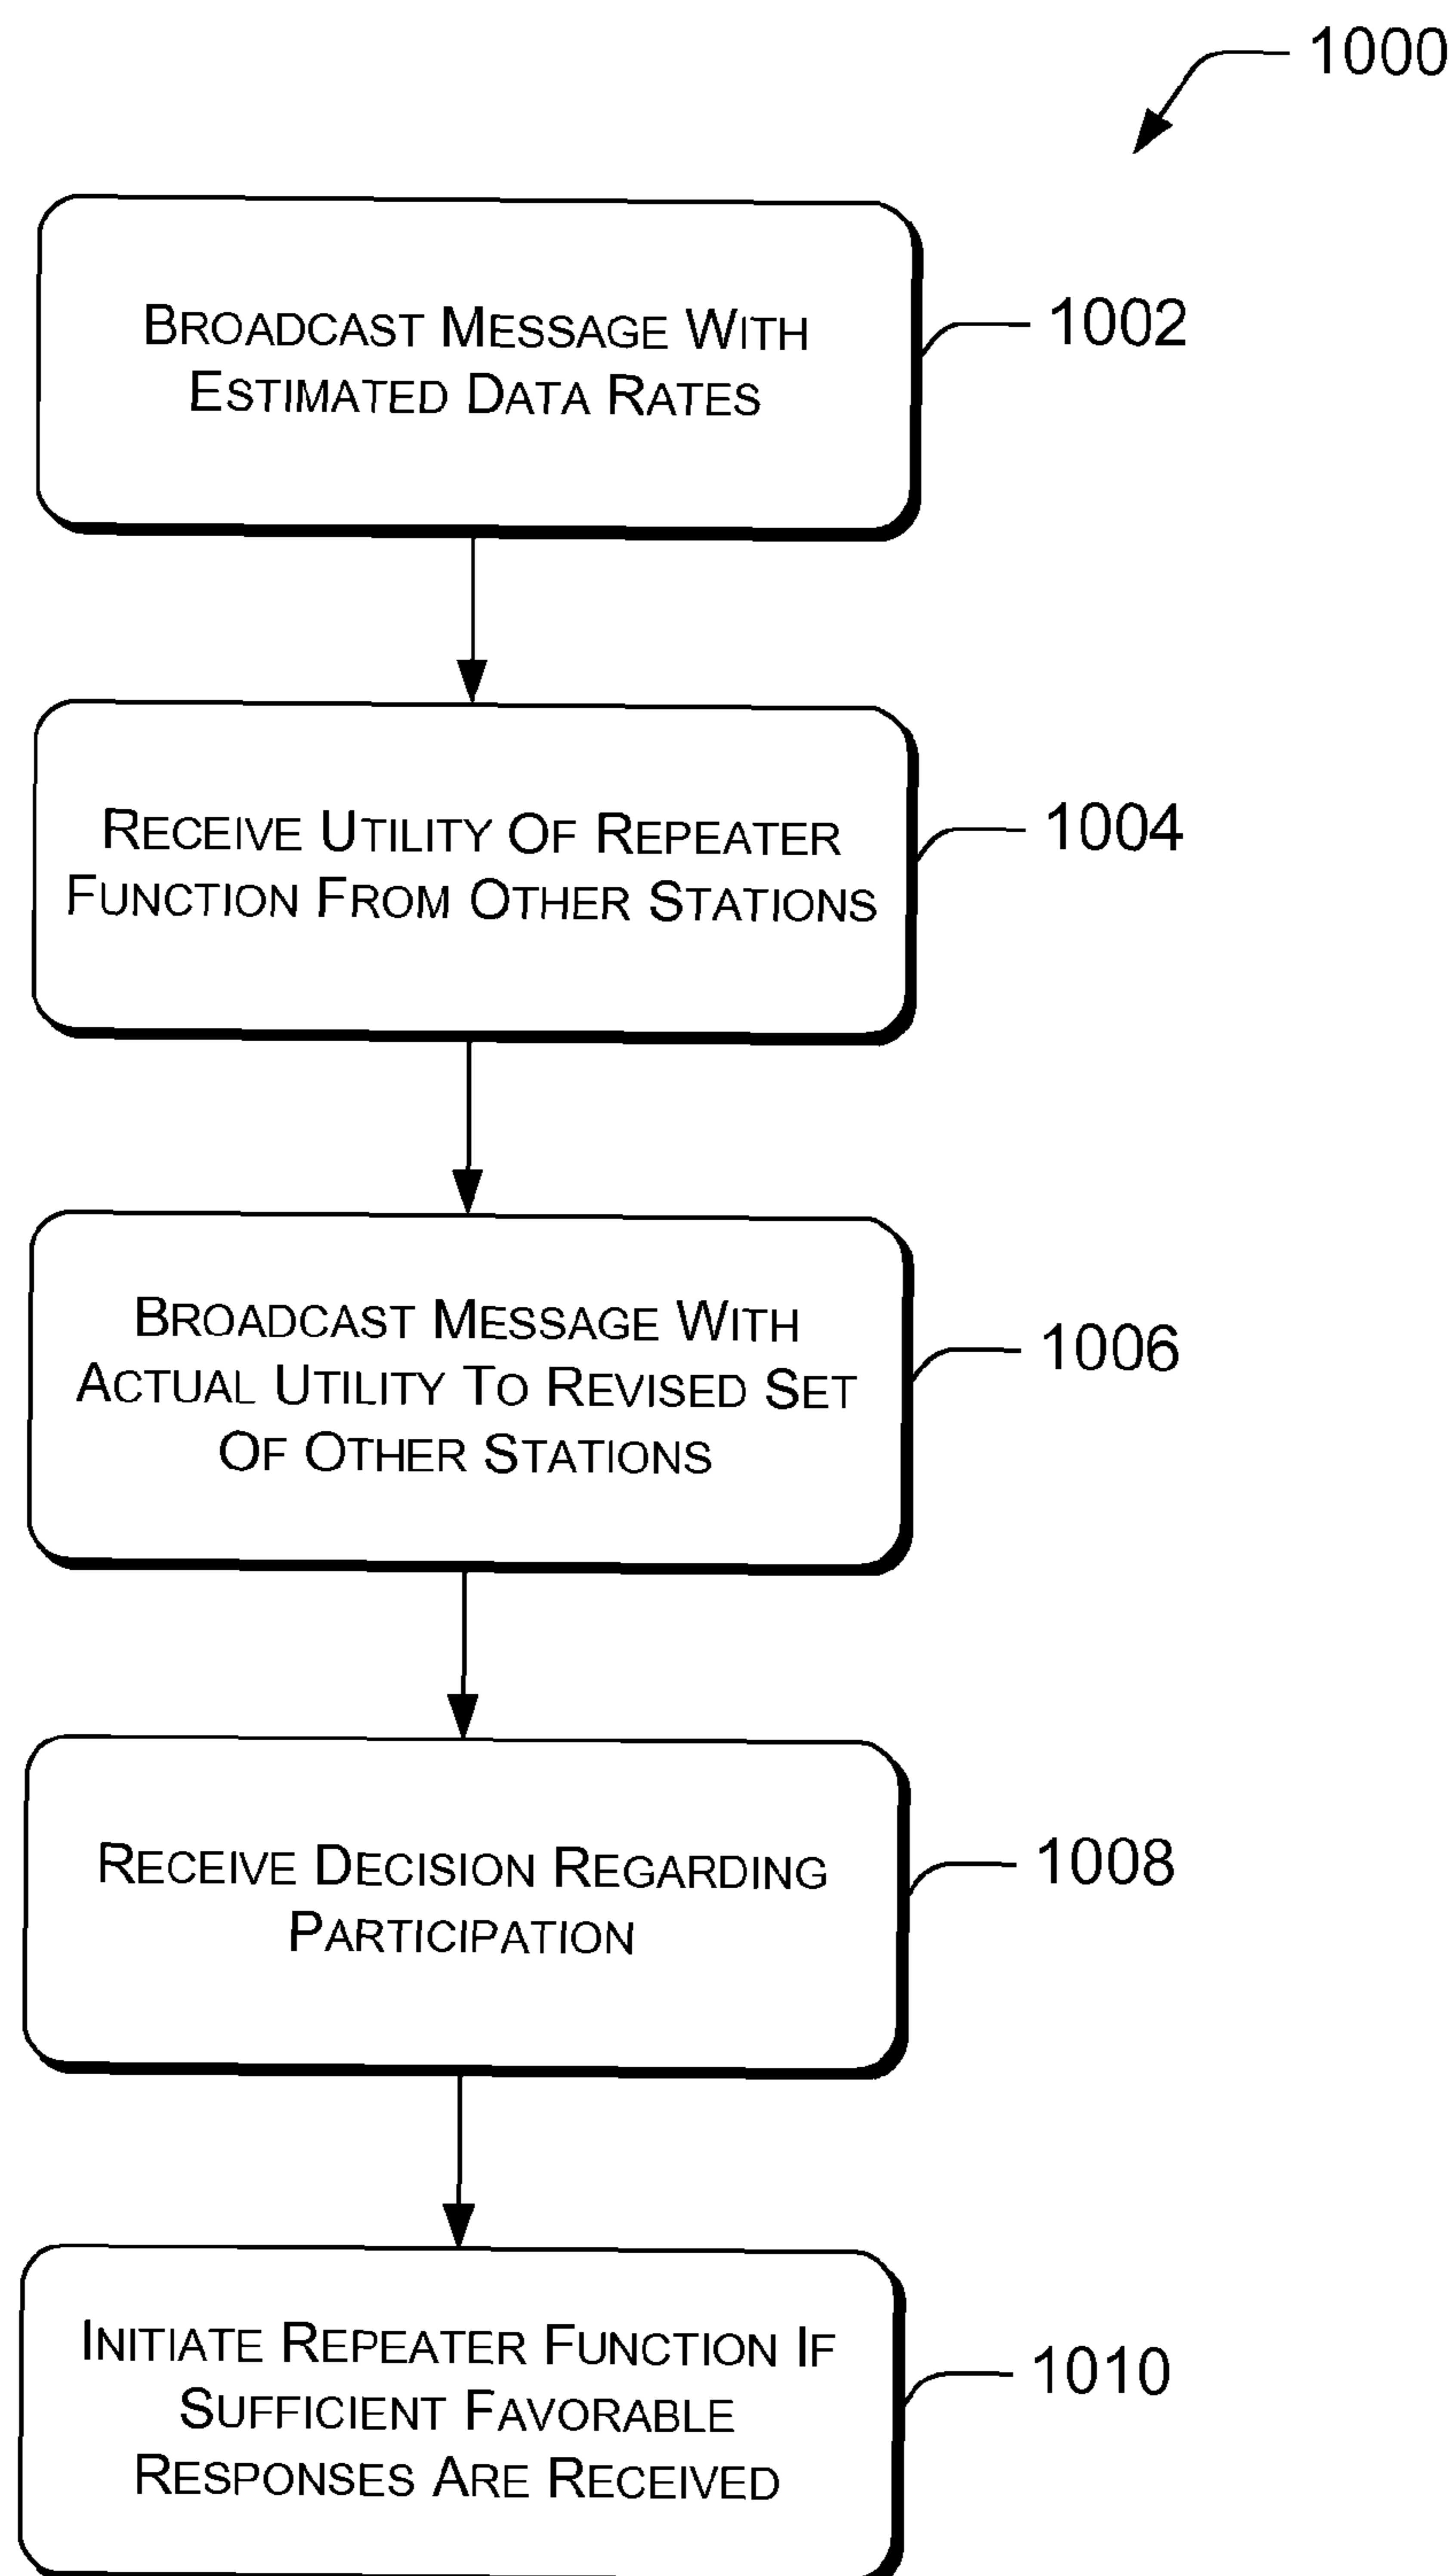 1000
BROADCAST MESSAGE WITH
ESTIMATED DATA RATES
1002
RECEIVE UTILITY OF REPEATER
FUNCTION FROM OTHER STATIONS
1004
BROADCAST MESSAGE WITH
ACTUAL UTILITY TO REVISED SET
OF OTHER STATIONS
1006
RECEIVE DECISION REGARDING
PARTICIPATION
1008
INITIATE REPEATER FUNCTION IF
SUFFICIENT FAVORABLE
RESPONSES ARE RECEIVED
1010